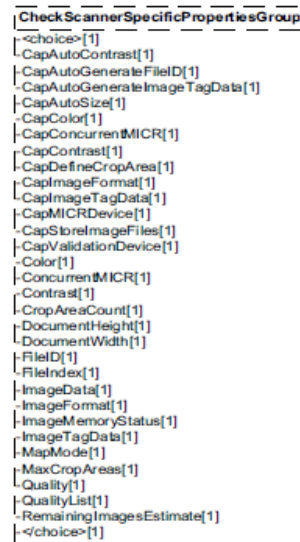 CheckScannerSpecificPropertiesGroup
-<choice>[1]
-CapAutoContrast[1]
-CapAutoGenerateFileID[1]
-CapAutoGenerateImageTagData[1]
-CapAutoSize[1]
-CapColor[1]
-CapConcurrentMICR[1]
-CapContrast[1]
-CapDefineCropArea[1]
-CapImageFormat[1]
-CapImageTagData[1]
-CapMICRDevice[1]
-CapStoreImageFiles[1]
-CapValidationDevice[1]
-Color[1]
-ConcurrentMICR[1]
-Contrast[1]
-CropAreaCount[1]
-DocumentHeight[1]
-DocumentWidth[1]
-FileID[1]
-FileIndex[1]
-ImageData[1]
-ImageFormat[1]
-ImageMemoryStatus[1]
-ImageTagData[1]
-MapMode[1]
-MaxCropAreas[1]
-Quality[1]
-QualityList[1]
-RemainingImagesEstimate[1]
-</choice>[1]